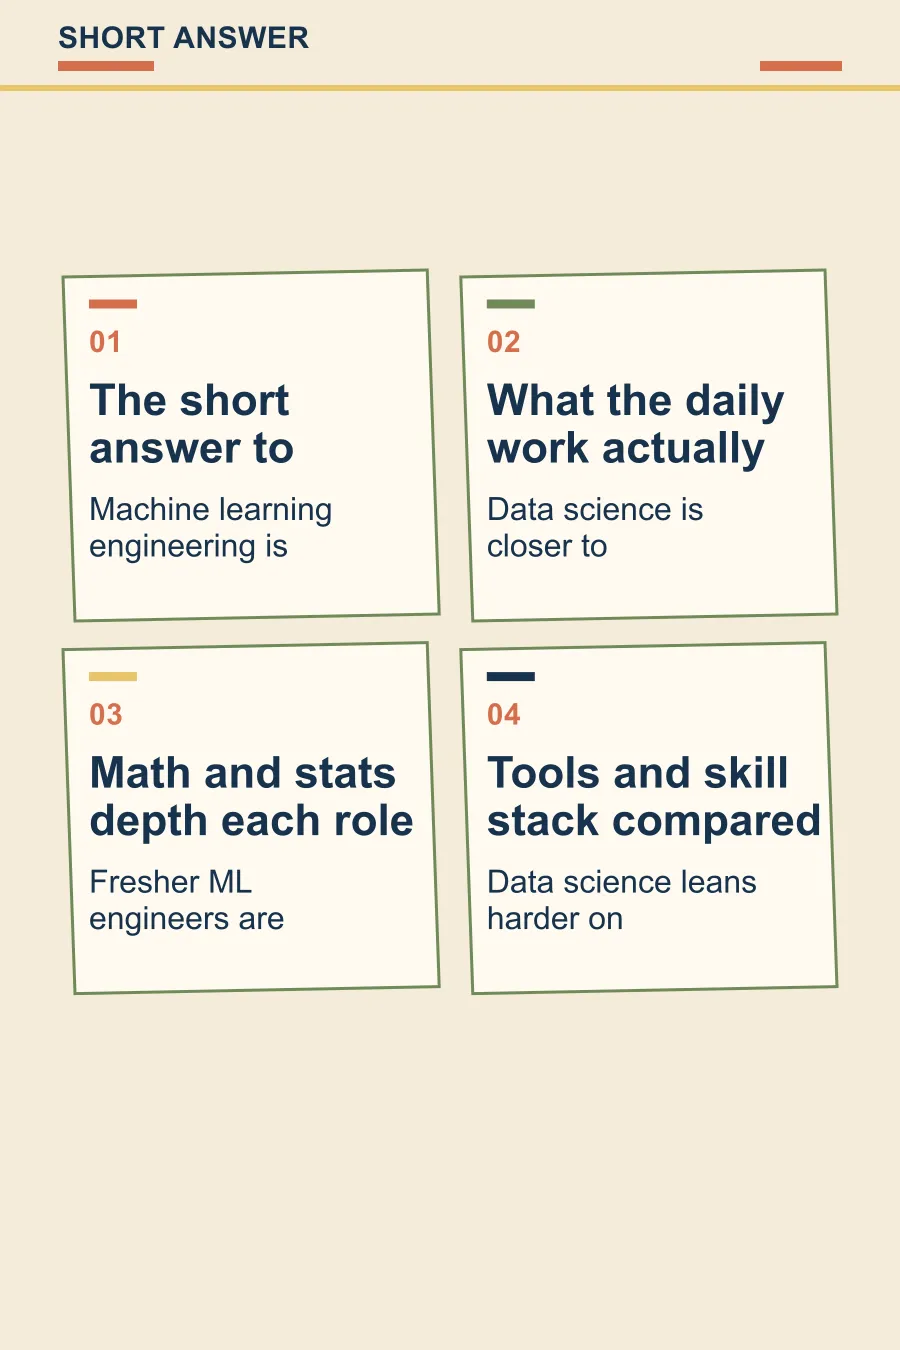 SHORT ANSWER
01
The short
answer to
Machine learning
engineering is
02
What the daily
work actually
Data science is
closer to
03
Math and stats
depth each role
Fresher ML
engineers are
04
Tools and skill
stack compared
Data science leans
harder on